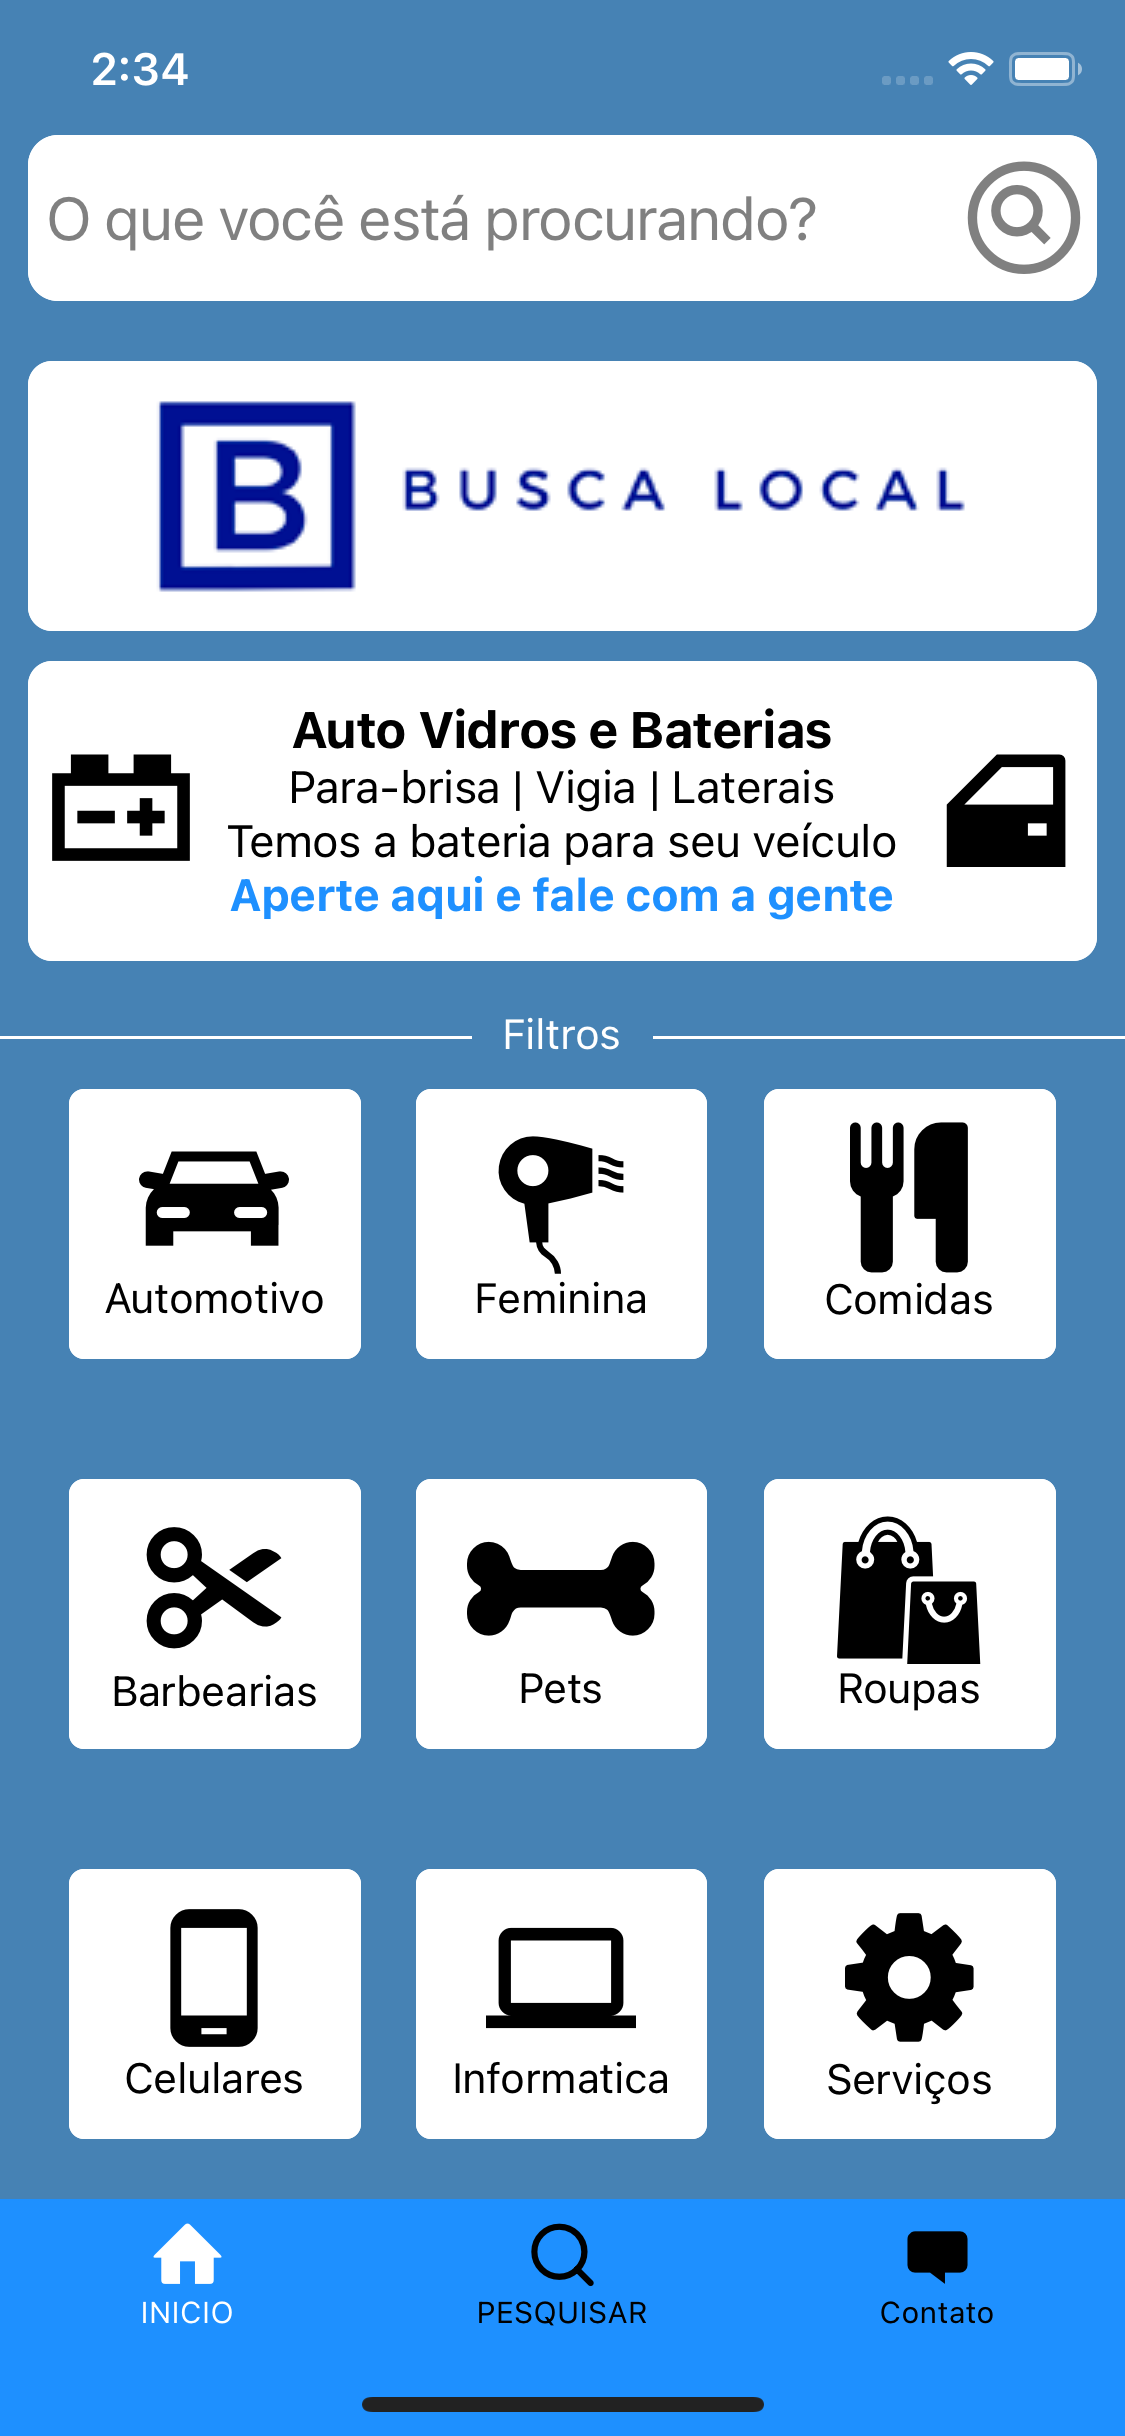 2:34
O que você está procurando?
B
BUSCA LOCAL
Auto Vidros e Baterias
Para-brisa | Vigia | Laterais
Temos a bateria para seu veículo
Aperte aqui e fale com a gente
Filtros
Automotivo
Feminina
Comidas
Barbearias
Pets
Roupas
Celulares
Informatica
Serviços
INICIO
PESQUISAR
Contato